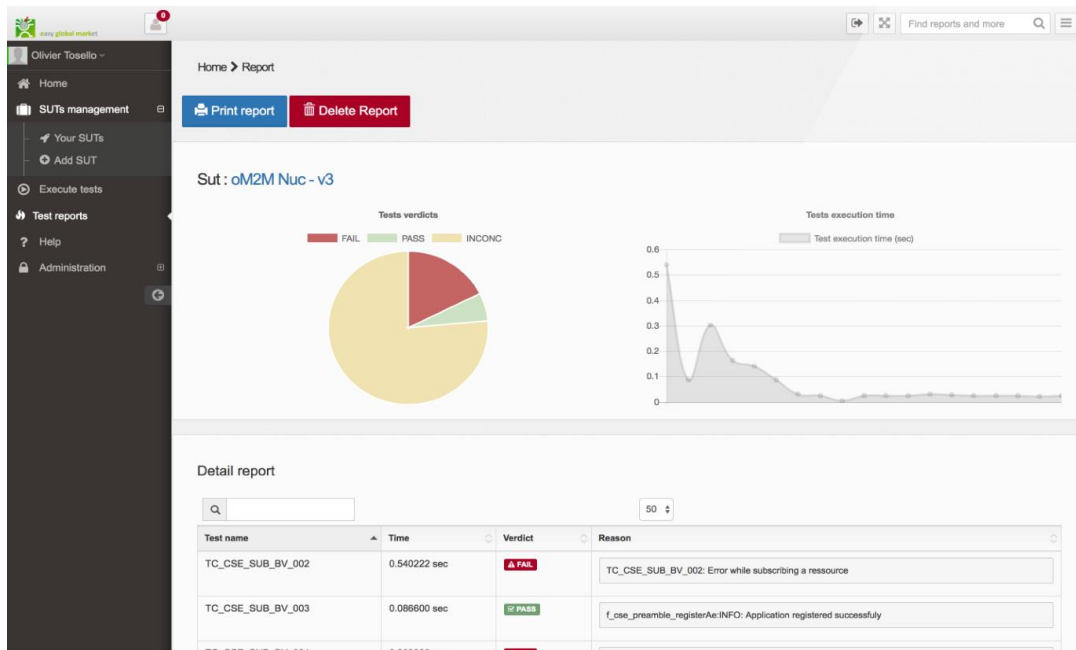 easy global market
0
Find reports and more
Olivier Tosello
Home
SUTs management
Your SUTs
Add SUT
Execute tests
Test reports
Help
Administration
Home > Report
Print report
Delete Report
Sut : oM2M Nuc - v3
Tests verdicts
FAIL PASS INCONC
Tests execution time
Test execution time (sec)
0.6
0.5
0.4
0.3
0.2
0.1
0
Detail report
50
Test name Time Verdict Reason
TC_CSE_SUB_BV_002 0.540222 sec FAIL TC_CSE_SUB_BV_002: Error while subscribing a ressource
TC_CSE_SUB_BV_003 0.086600 sec PASS f_cse_preamble_registerAe:INFO: Application registered successfuly